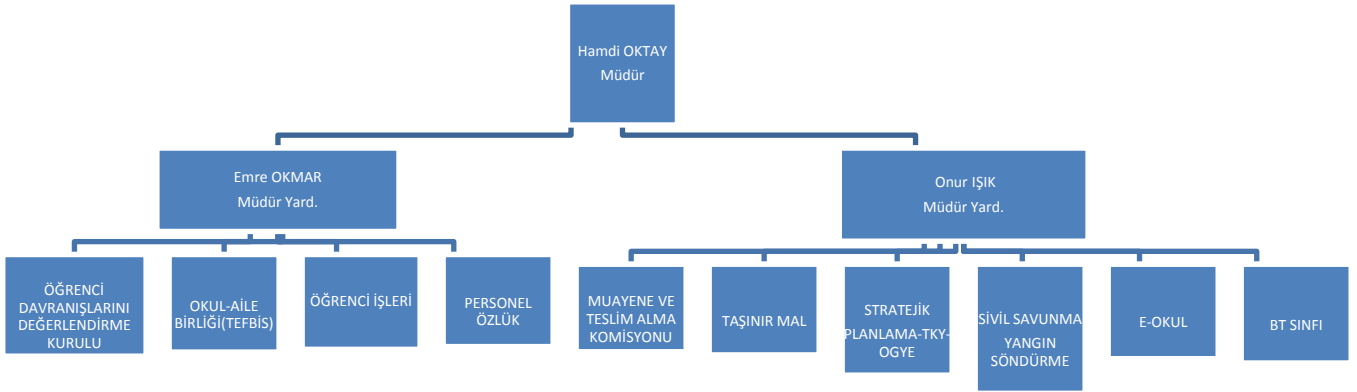 Hamdi OKTAY
Müdür
Emre OKMAR
Müdür Yard.
Onur IŞIK
Müdür Yard.
ÖĞRENCİ
DAVRANIŞLARINI
DEĞERLENDİRME
KURULU
OKUL-AİLE
BİRLİĞİ(TEFBİS)
ÖĞRENCİ İŞLERİ
PERSONEL
ÖZLÜK
MUAYENE VE
TESLİM ALMA
KOMİSYONU
TAŞINIR MAL
STRATEJİK
PLANLAMA-TKY-
OGYE
SİVİL SAVUNMA
YANGIN
SÖNDÜRME
E-OKUL
BT SINFI